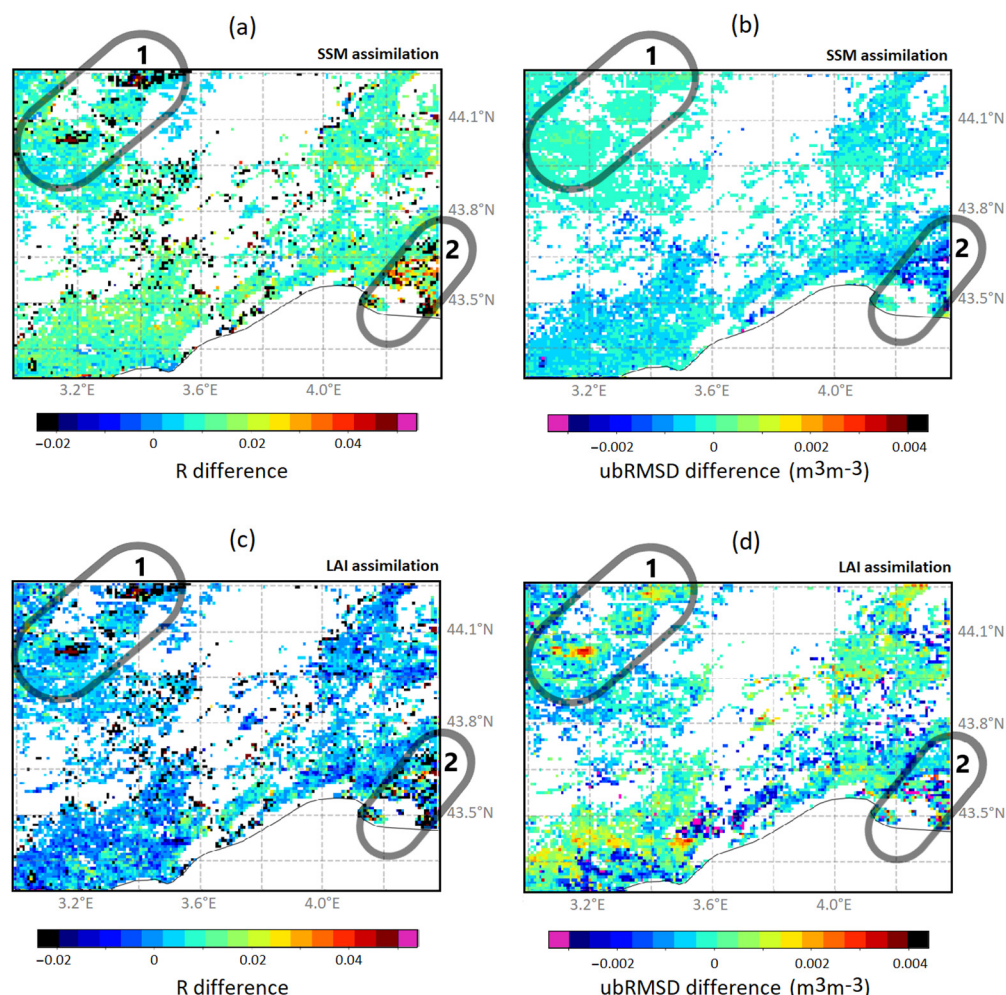 (a)
(b)
1
SSM assimilation
1
SSM assimilation
44.1°N
44.1°N
43.8°N
43.8°N
2
2
43.5°N
43.5°N
3.2°E 3.6°E 4.0°E
3.2°E 3.6°E 4.0°E
−0.02 0 0.02 0.04
−0.002 0 0.002 0.004
R difference
ubRMSD difference (m3m-3)
(c)
(d)
1
LAI assimilation
1
LAI assimilation
44.1°N
44.1°N
43.8°N
43.8°N
2
2
43.5°N
43.5°N
3.2°E 3.6°E 4.0°E
3.2°E 3.6°E 4.0°E
−0.02 0 0.02 0.04
−0.002 0 0.002 0.004
R difference
ubRMSD difference (m3m-3)